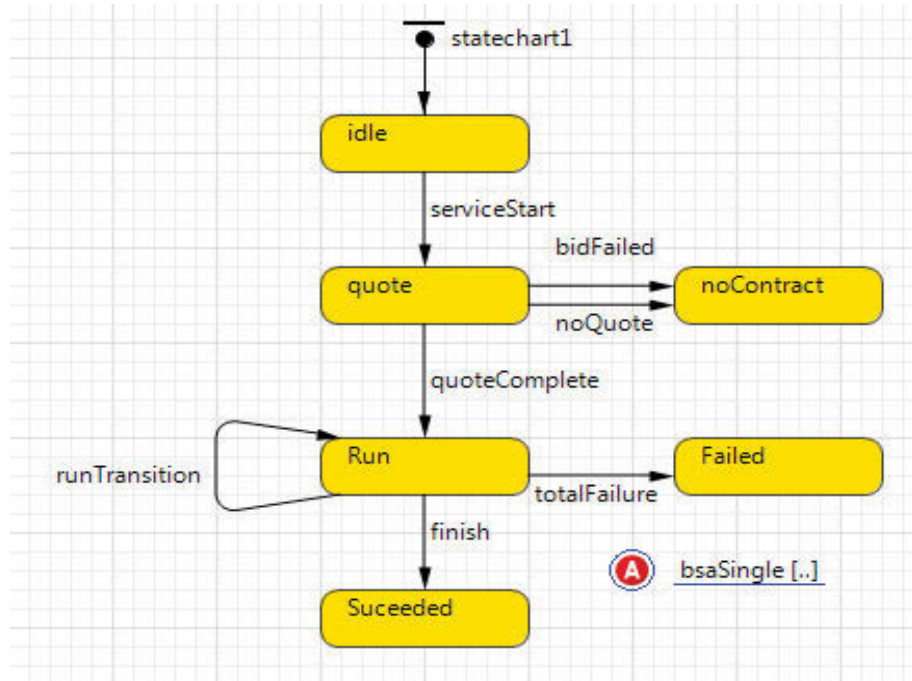 statechart1
idle
serviceStart
bidFailed
quote
noContract
noQuote
quoteComplete
Run
Failed
runTransition
totalFailure
finish
A
bsaSingle [..]
Suceeded